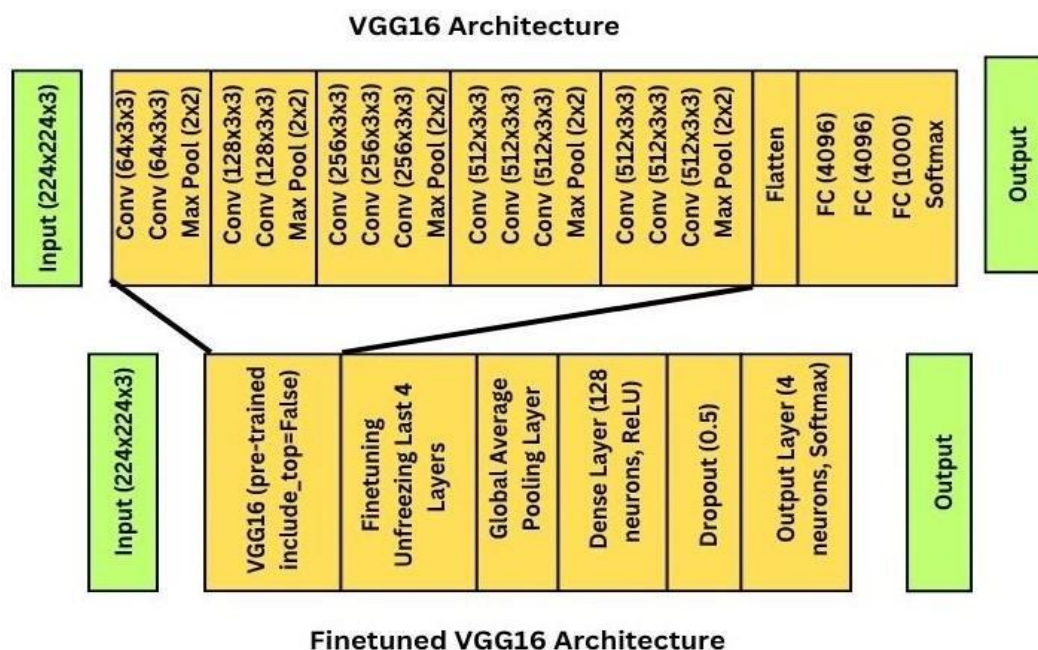 VGG16 Architecture
Input (224x224x3)
Conv (64x3x3)
Conv (64x3x3)
Max Pool (2x2)
Conv (128x3x3)
Conv (128x3x3)
Max Pool (2x2)
Conv (256x3x3)
Conv (256x3x3)
Conv (256x3x3)
Max Pool (2x2)
Conv (512x3x3)
Conv (512x3x3)
Conv (512x3x3)
Max Pool (2x2)
Conv (512x3x3)
Conv (512x3x3)
Conv (512x3x3)
Max Pool (2x2)
Flatten
FC (4096)
FC (4096)
FC (1000)
Softmax
Output
Input (224x224x3)
VGG16 (pre-trained
include_top=False)
Finetuning
Unfreezing Last 4
Layers
Global Average
Pooling Layer
Dense Layer (128
neurons, ReLU)
Dropout (0.5)
Output Layer (4
neurons, Softmax)
Output
Finetuned VGG16 Architecture